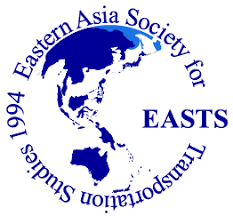 Eastern Asia Society for
Transportation Studies 1994
EASTS